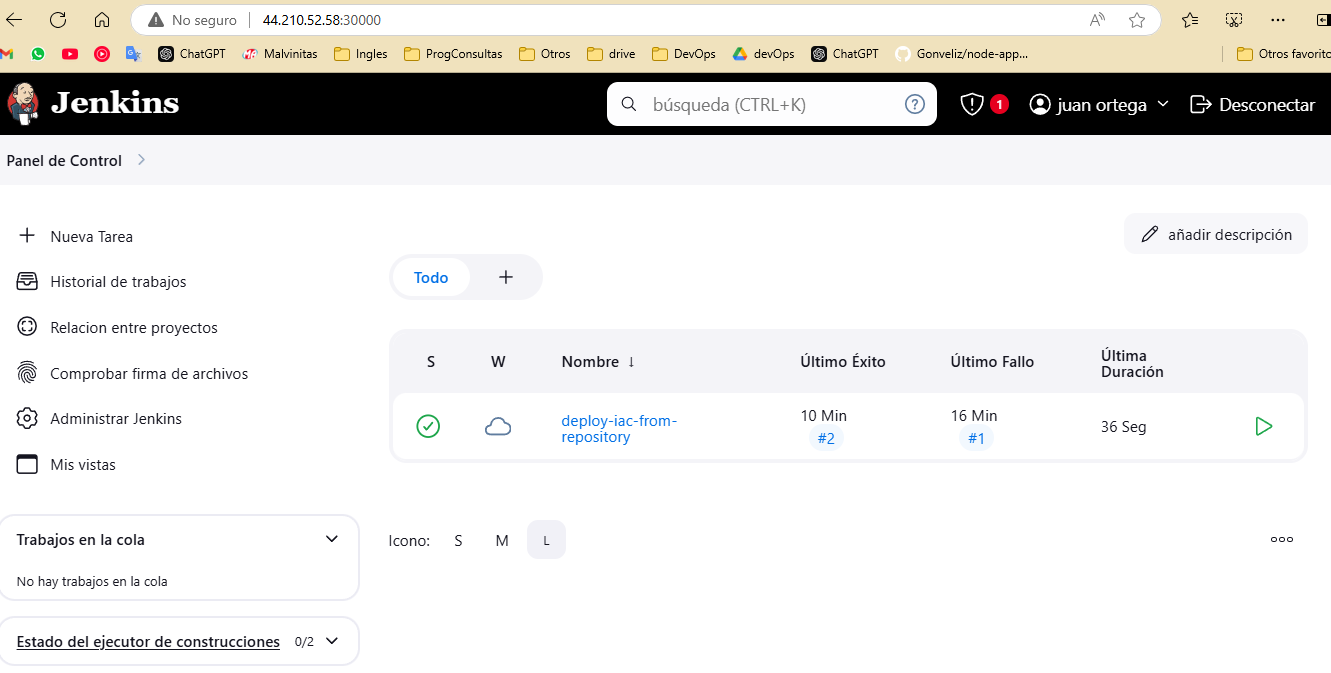 No seguro
44.210.52.58:30000
ChatGPT
Malvinitas
Ingles
ProgConsultas
Otros
drive
DevOps
devOps
ChatGPT
Gonveliz/node-app...
Otros favorito
Jenkins
búsqueda (CTRL+K)
?
1
juan ortega
Desconectar
Panel de Control
Nueva Tarea
Historial de trabajos
Relacion entre proyectos
Comprobar firma de archivos
Administrar Jenkins
Mis vistas
Trabajos en la cola
No hay trabajos en la cola
Estado del ejecutor de construcciones 0/2
añadir descripción
Todo +
S W Nombre ↓ Último Éxito Último Fallo Última
Duración
deploy-iac-from-
repository
10 Min
#2
16 Min
#1
36 Seg
Icono: S M L